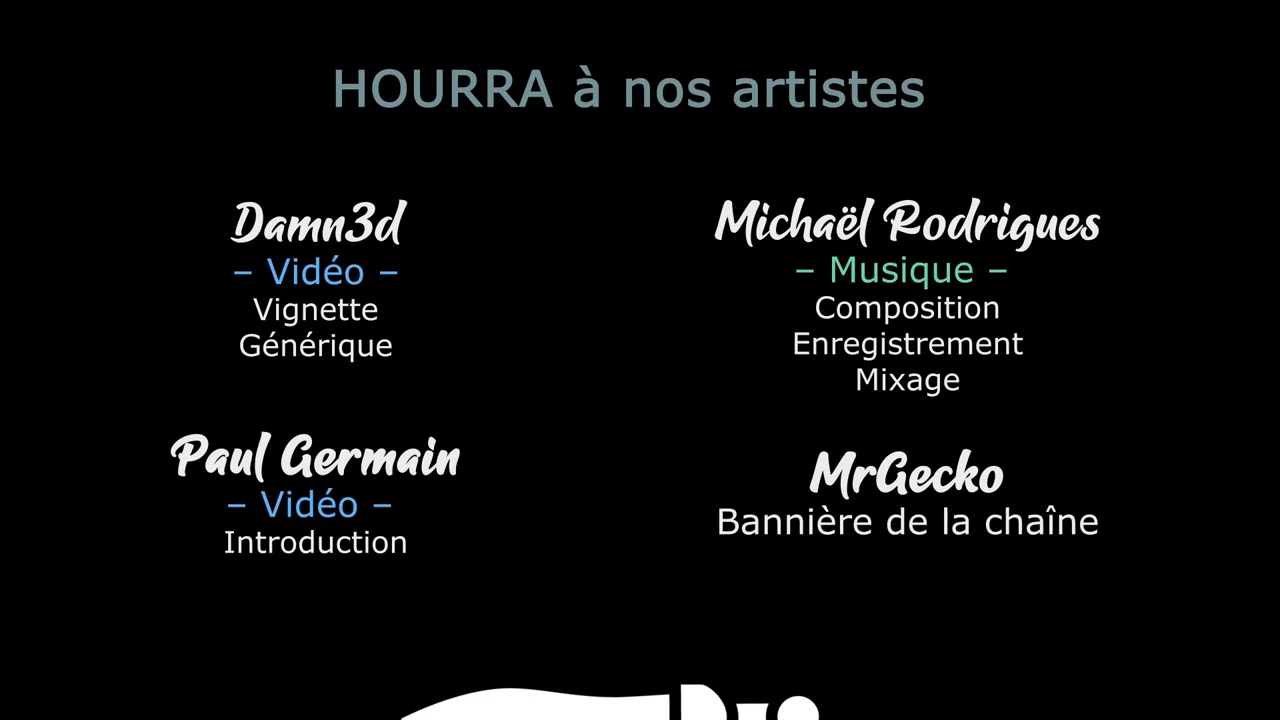 HOURRA à nos artistes
Damn3d
– Vidéo –
Vignette
Générique
Michaël Rodrigues
– Musique –
Composition
Enregistrement
Mixage
Paul Germain
– Vidéo –
Introduction
MrGecko
Bannière de la chaîne